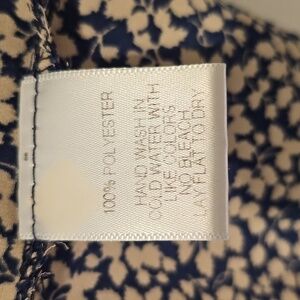 100% POLYESTER
HAND WASH IN
COLD WATER WITH
LIKE COLORS
NO BLEACH
LAY FLAT TO DRY